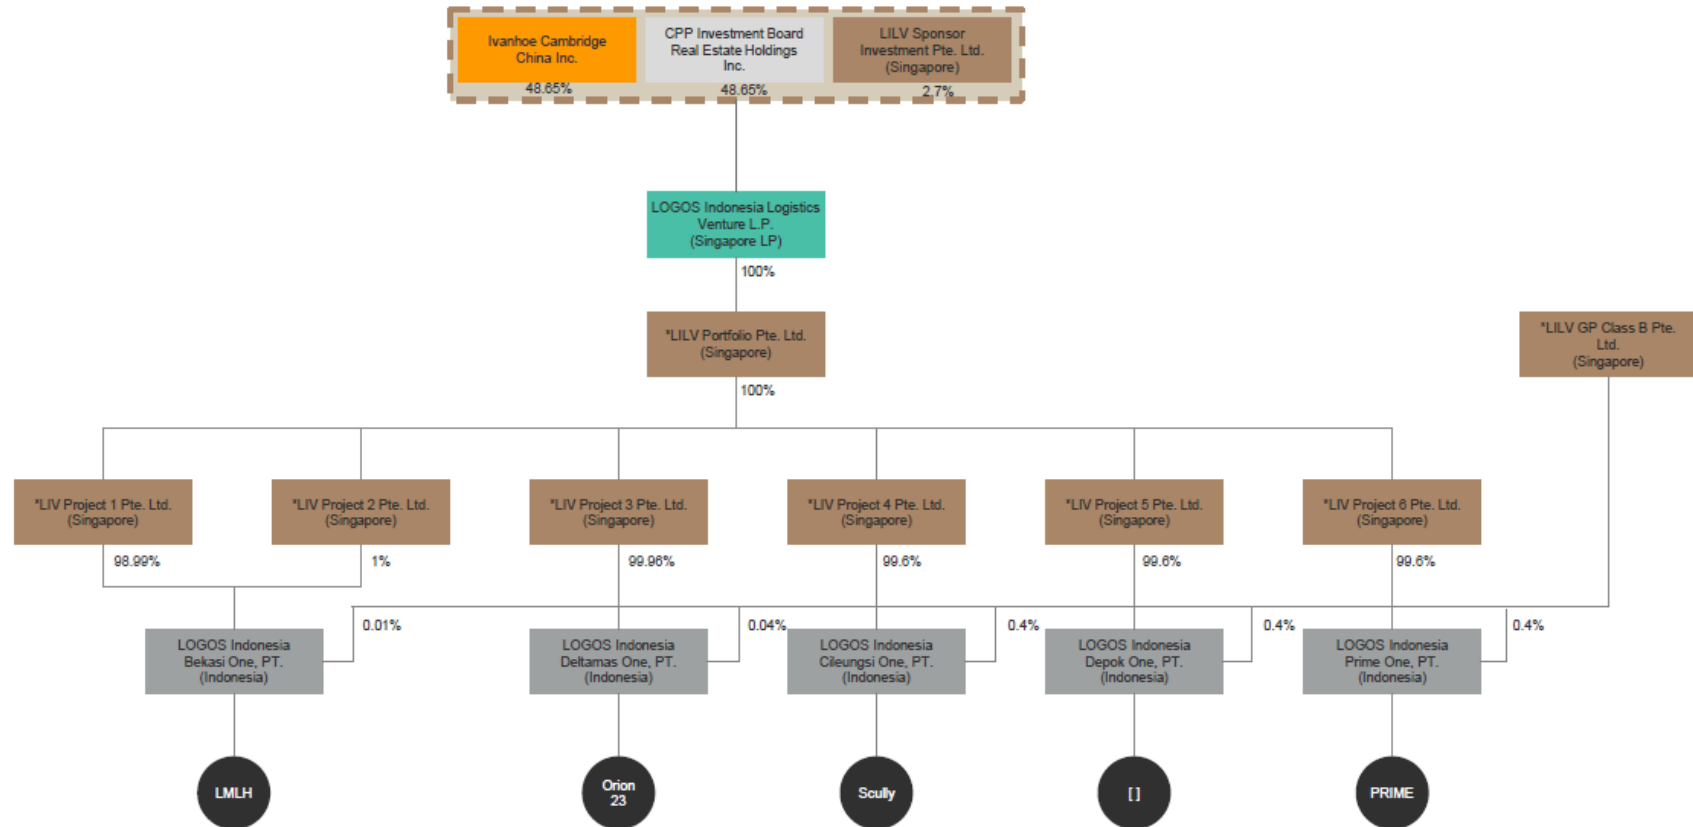 Ivanhoe Cambridge
China Inc.
CPP Investment Board
Real Estate Holdings
Inc.
LILV Sponsor
Investment Pte. Ltd.
(Singapore)
48.65%
48.65%
2.7%
LOGOS Indonesia Logistics
Venture L.P.
(Singapore LP)
100%
*LILV Portfolio Pte. Ltd.
(Singapore)
*LILV GP Class B Pte.
Ltd.
(Singapore)
100%
*LIV Project 1 Pte. Ltd.
(Singapore)
*LIV Project 2 Pte. Ltd.
(Singapore)
*LIV Project 3 Pte. Ltd.
(Singapore)
*LIV Project 4 Pte. Ltd.
(Singapore)
*LIV Project 5 Pte. Ltd.
(Singapore)
*LIV Project 6 Pte. Ltd.
(Singapore)
98.99%
1%
99.96%
99.6%
99.6%
99.6%
0.01%
0.04%
0.4%
0.4%
0.4%
LOGOS Indonesia
Bekasi One, PT.
(Indonesia)
LOGOS Indonesia
Deltamas One, PT.
(Indonesia)
LOGOS Indonesia
Cileungsi One, PT.
(Indonesia)
LOGOS Indonesia
Depok One, PT.
(Indonesia)
LOGOS Indonesia
Prime One, PT.
(Indonesia)
LMLH
Orion
23
Scully
[ ]
PRIME